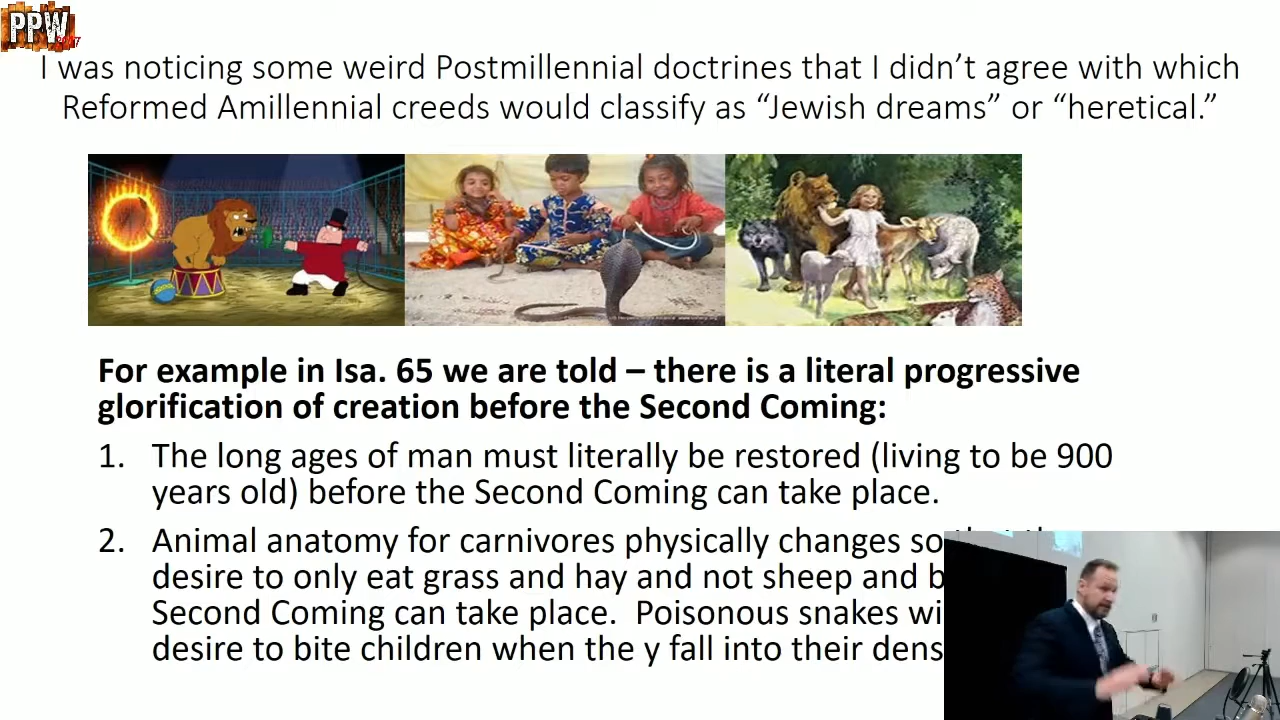 PPW
I was noticing some weird Postmillennial doctrines that I didn’t agree with which
Reformed Amillennial creeds would classify as “Jewish dreams” or “heretical.”
For example in Isa. 65 we are told – there is a literal progressive
glorification of creation before the Second Coming:
1. The long ages of man must literally be restored (living to be 900
years old) before the Second Coming can take place.
2. Animal anatomy for carnivores physically changes so
desire to only eat grass and hay and not sheep and
Second Coming can take place. Poisonous snakes
desire to bite children when the y fall into their dens